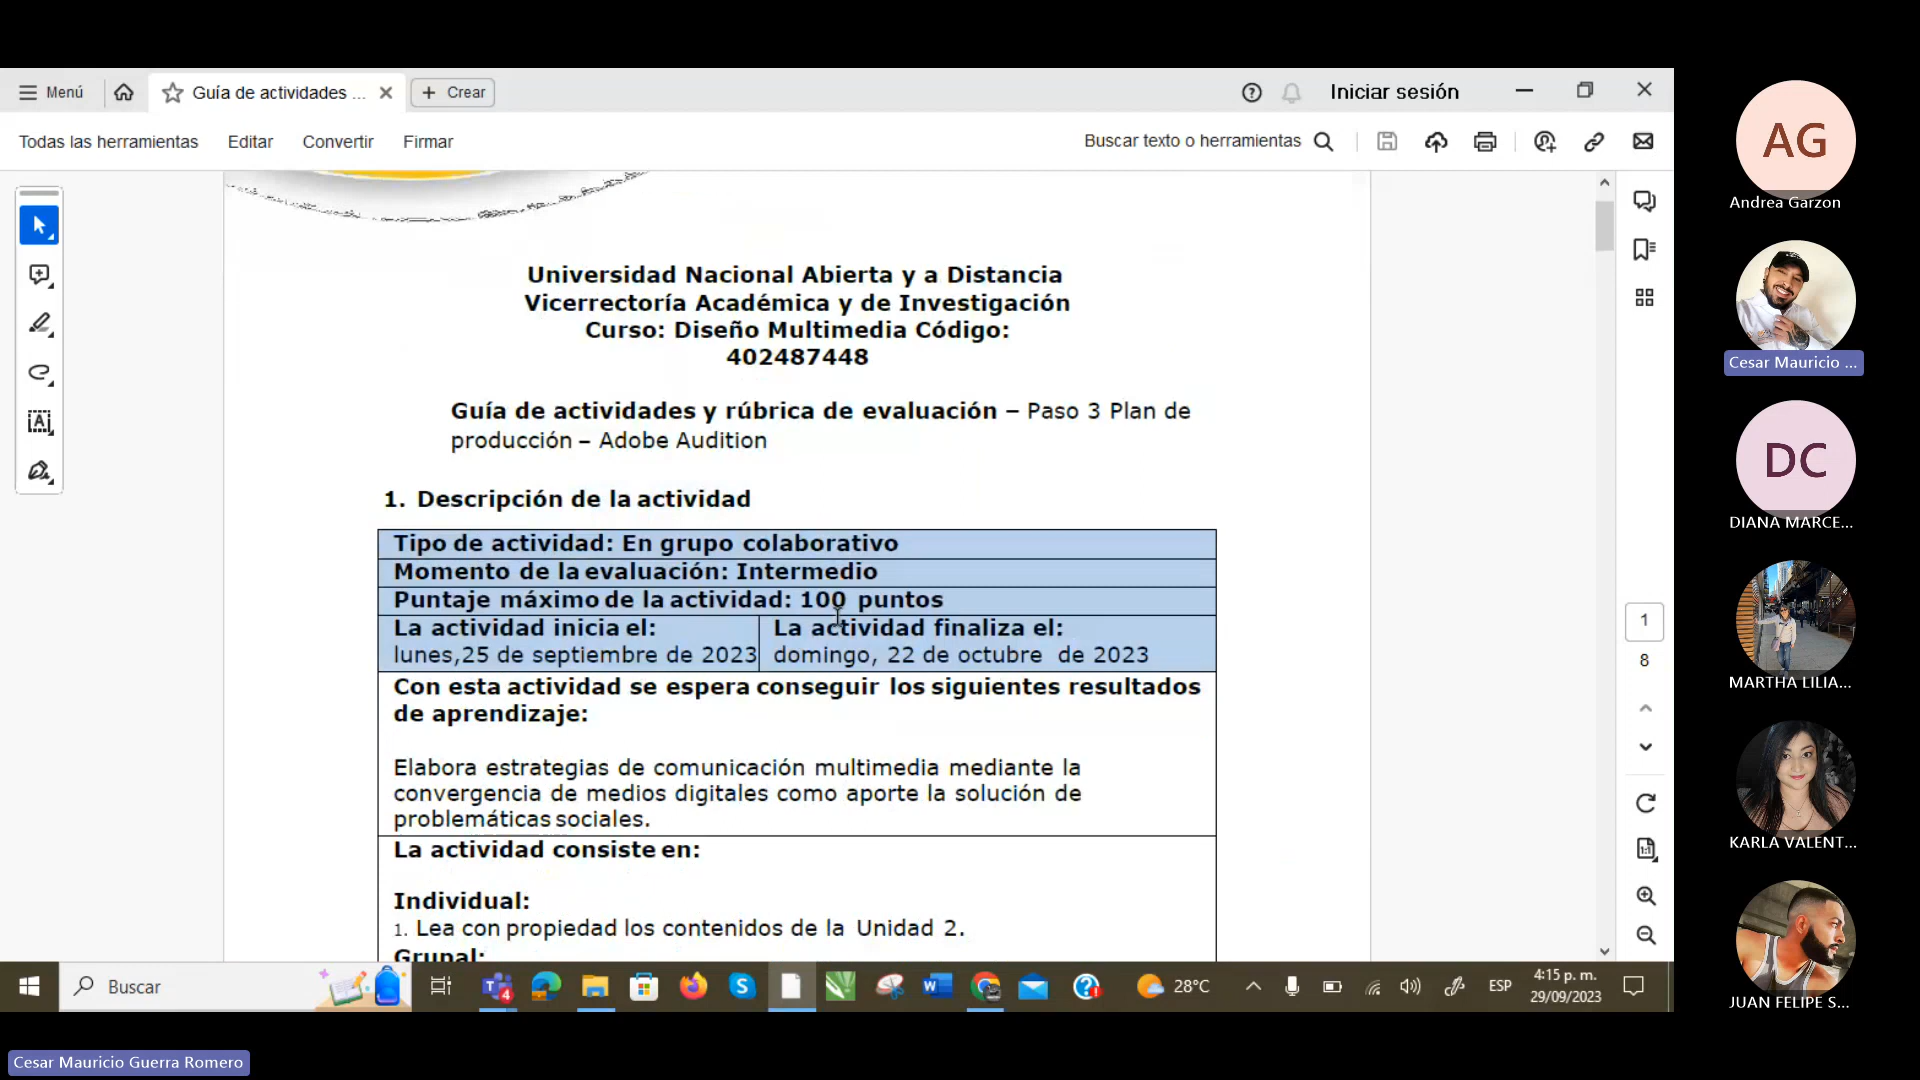 Menú
Guía de actividades ...
Crear
Iniciar sesión
Todas las herramientas
Editar
Convertir
Firmar
Buscar texto o herramientas
Universidad Nacional Abierta y a Distancia
Vicerrectoría Académica y de Investigación
Curso: Diseño Multimedia Código:
402487448
Guía de actividades y rúbrica de evaluación – Paso 3 Plan de
producción – Adobe Audition
1. Descripción de la actividad
Tipo de actividad: En grupo colaborativo
Momento de la evaluación: Intermedio
Puntaje máximo de la actividad: 100 puntos
La actividad inicia el:
lunes,25 de septiembre de 2023
La actividad finaliza el:
domingo, 22 de octubre de 2023
Con esta actividad se espera conseguir los siguientes resultados
de aprendizaje:
Elabora estrategias de comunicación multimedia mediante la
convergencia de medios digitales como aporte la solución de
problemáticas sociales.
La actividad consiste en:
Individual:
1. Lea con propiedad los contenidos de la Unidad 2.
Grupal:
1
8
AG
Andrea Garzon
Cesar Mauricio ...
DC
DIANA MARCE...
MARTHA LILIA...
KARLA VALENT...
JUAN FELIPE S...
Buscar
4
28°C
ESP
4:15 p. m.
29/09/2023
Cesar Mauricio Guerra Romero